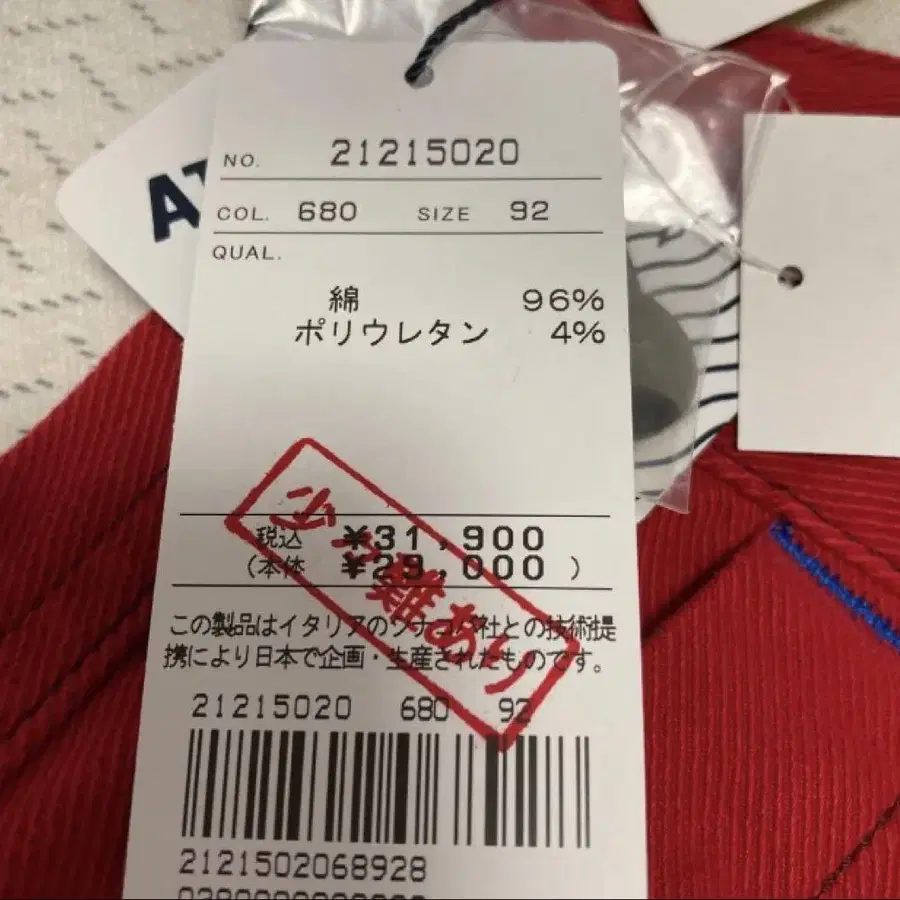 AT
NO. 21215020
COL. 680 SIZE 92
QUAL.
綿 96%
ポリウレタン 4%
少々難あり
税込 ¥31,900
(本体 ¥29,000 )
この製品はイタリアのシナコバ社との技術提
携により日本で企画・生産されたものです。
21215020 680 92
2121502068928